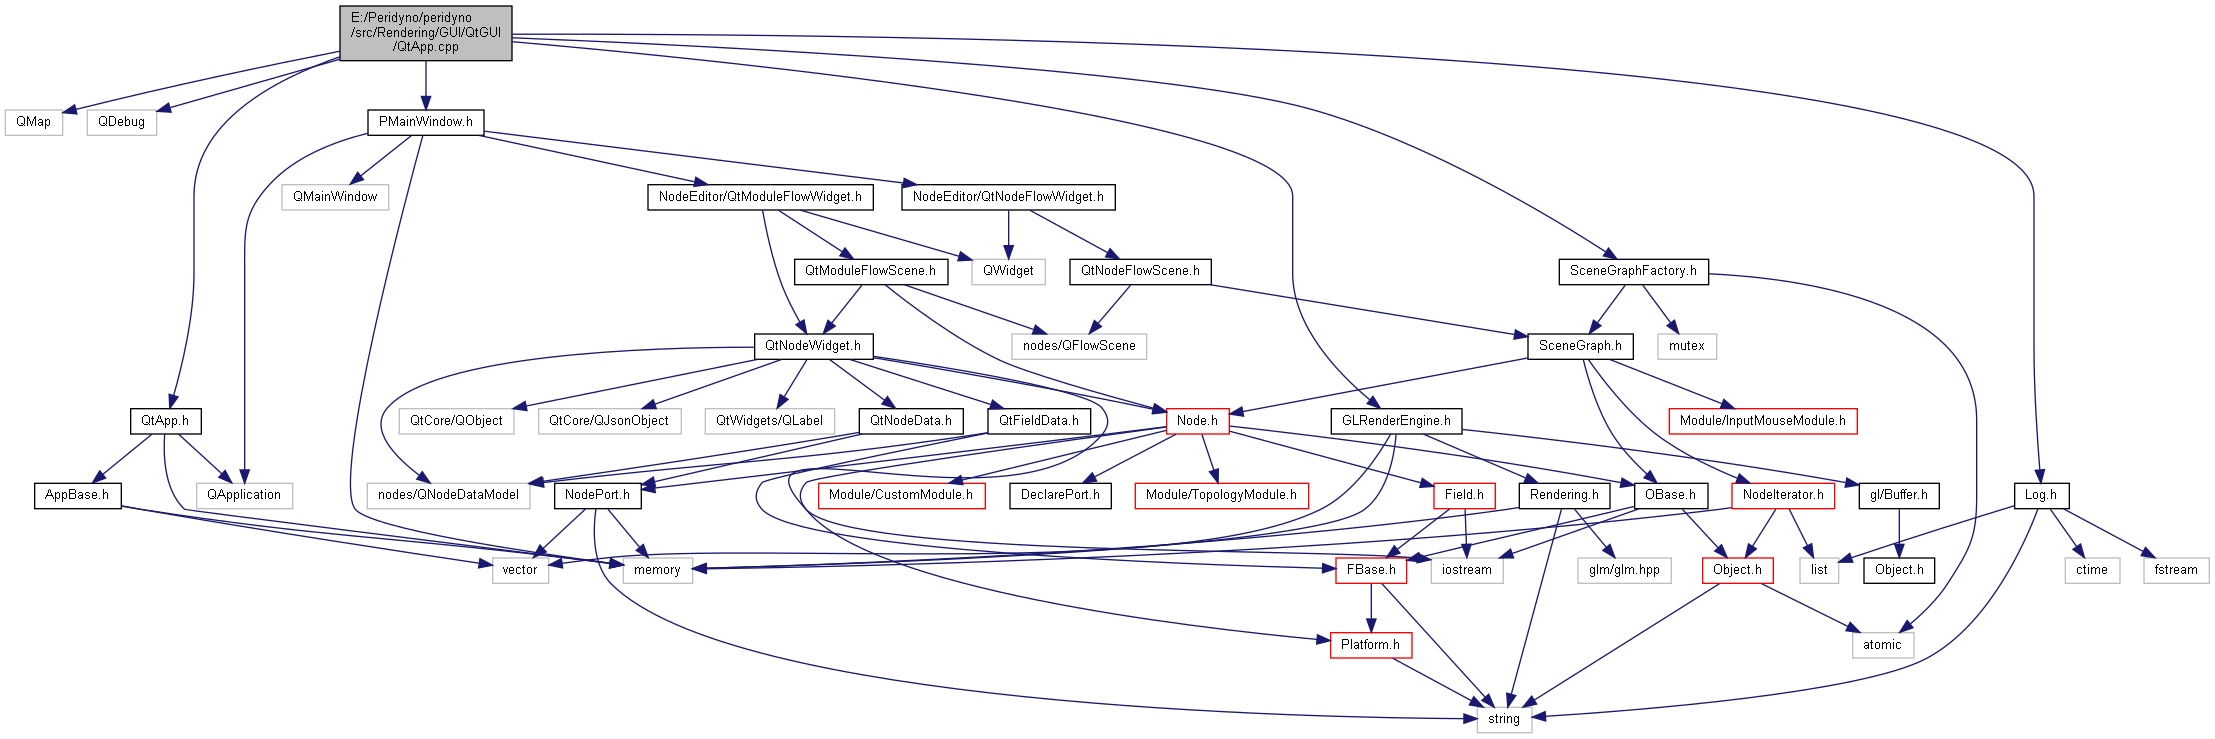 E:/Peridyno/peridyno
/src/Rendering/GUI/QtGUI
/QtApp.cpp
QMap
QDebug
PMainWindow.h
QMainWindow
NodeEditor/QtModuleFlowWidget.h
NodeEditor/QtNodeFlowWidget.h
QtModuleFlowScene.h
QWidget
QtNodeFlowScene.h
SceneGraphFactory.h
QtNodeWidget.h
nodes/QFlowScene
SceneGraph.h
mutex
QtApp.h
QtCore/QObject
QtCore/QJsonObject
QtWidgets/QLabel
QtNodeData.h
QtFieldData.h
Node.h
GLRenderEngine.h
Module/InputMouseModule.h
AppBase.h
QApplication
nodes/QNodeDataModel
NodePort.h
Module/CustomModule.h
DeclarePort.h
Module/TopologyModule.h
Field.h
Rendering.h
OBase.h
NodeIterator.h
gl/Buffer.h
Log.h
vector
memory
FBase.h
iostream
glm/glm.hpp
Object.h
list
Object.h
ctime
fstream
Platform.h
atomic
string